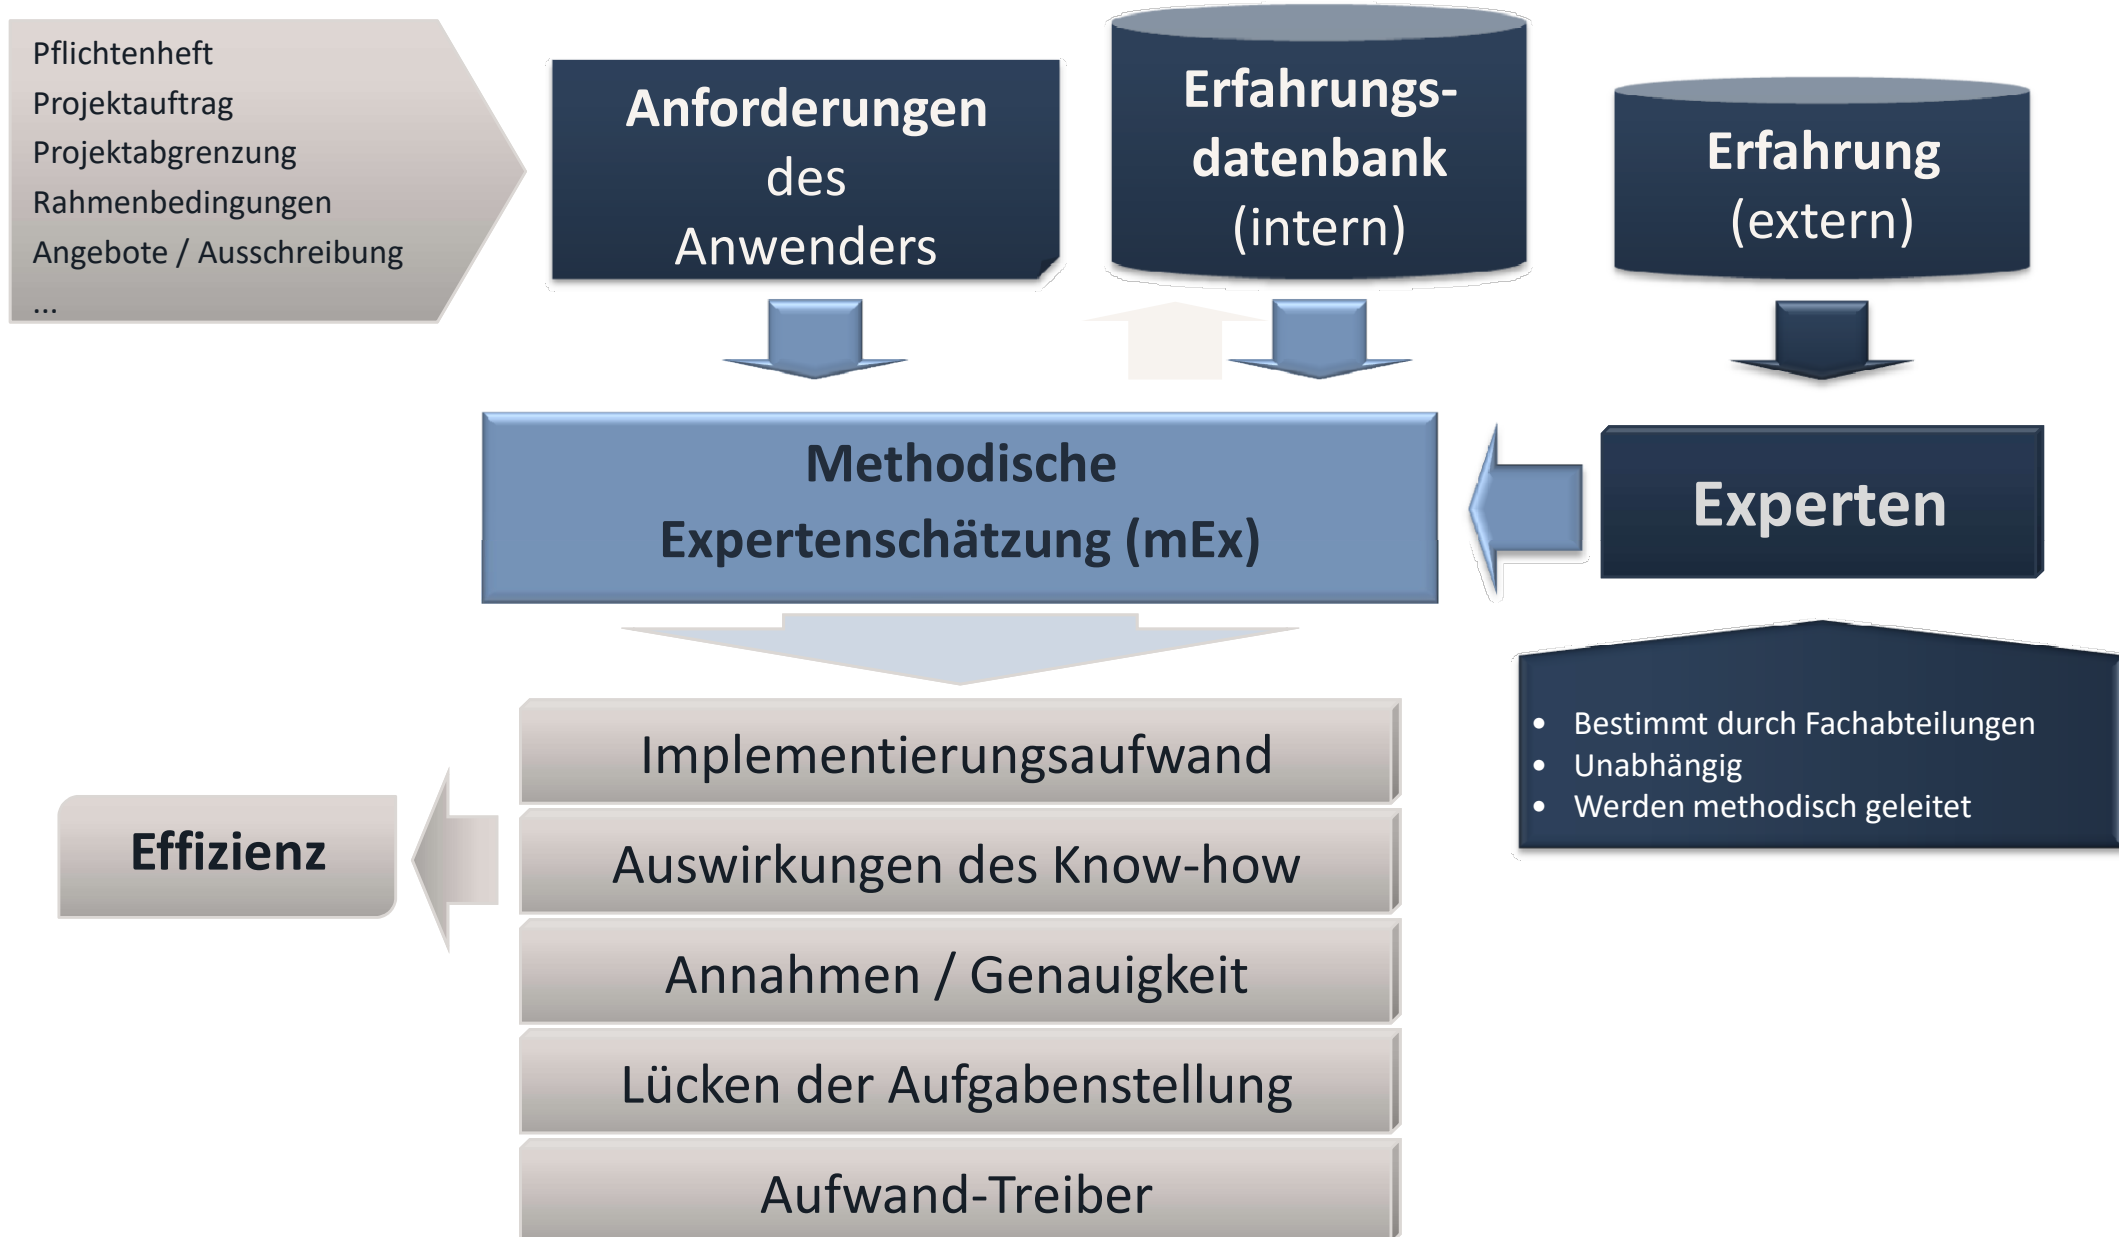 Pflichtenheft
Projektauftrag
Projektabgrenzung
Rahmenbedingungen
Angebote / Ausschreibung
...
Anforderungen
des
Anwenders
Erfahrungs-
datenbank
(intern)
Erfahrung
(extern)
Methodische
Expertenschätzung (mEx)
Experten
• Bestimmt durch Fachabteilungen
• Unabhängig
• Werden methodisch geleitet
Implementierungsaufwand
Auswirkungen des Know-how
Annahmen / Genauigkeit
Lücken der Aufgabenstellung
Aufwand-Treiber
Effizienz